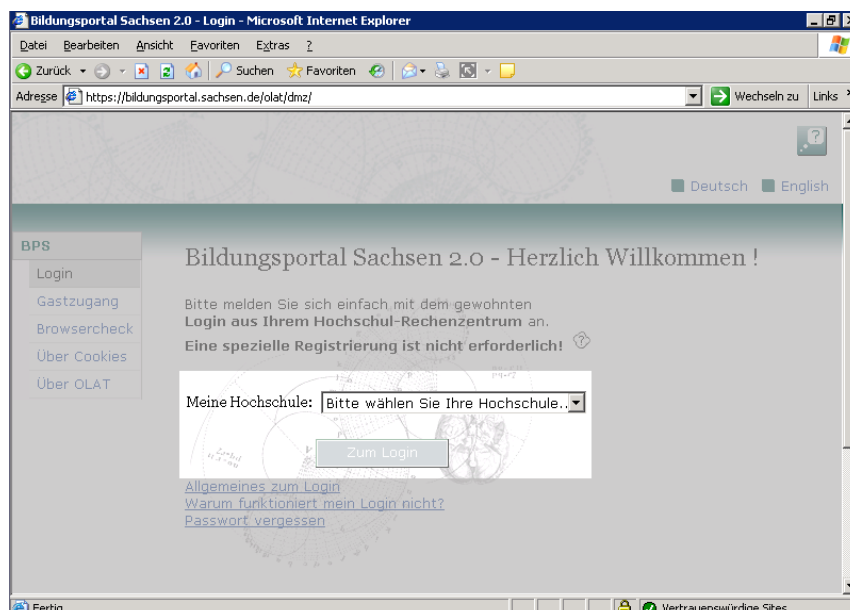 Bildungsportal Sachsen 2.0 - Login - Microsoft Internet Explorer
Datei Bearbeiten Ansicht Favoriten Extras ?
Zurück Suchen Favoriten
Adresse https://bildungsportal.sachsen.de/olat/dmz/ Wechseln zu Links
?
Deutsch English
BPS
Login
Gastzugang
Browsercheck
Über Cookies
Über OLAT
Bildungsportal Sachsen 2.0 - Herzlich Willkommen !
Bitte melden Sie sich einfach mit dem gewohnten
Login aus Ihrem Hochschul-Rechenzentrum an.
Eine spezielle Registrierung ist nicht erforderlich! ?
Meine Hochschule: Bitte wählen Sie Ihre Hochschule..
Zum Login
Allgemeines zum Login
Warum funktioniert mein Login nicht?
Passwort vergessen
Fertig Vertrauenswürdige Sites